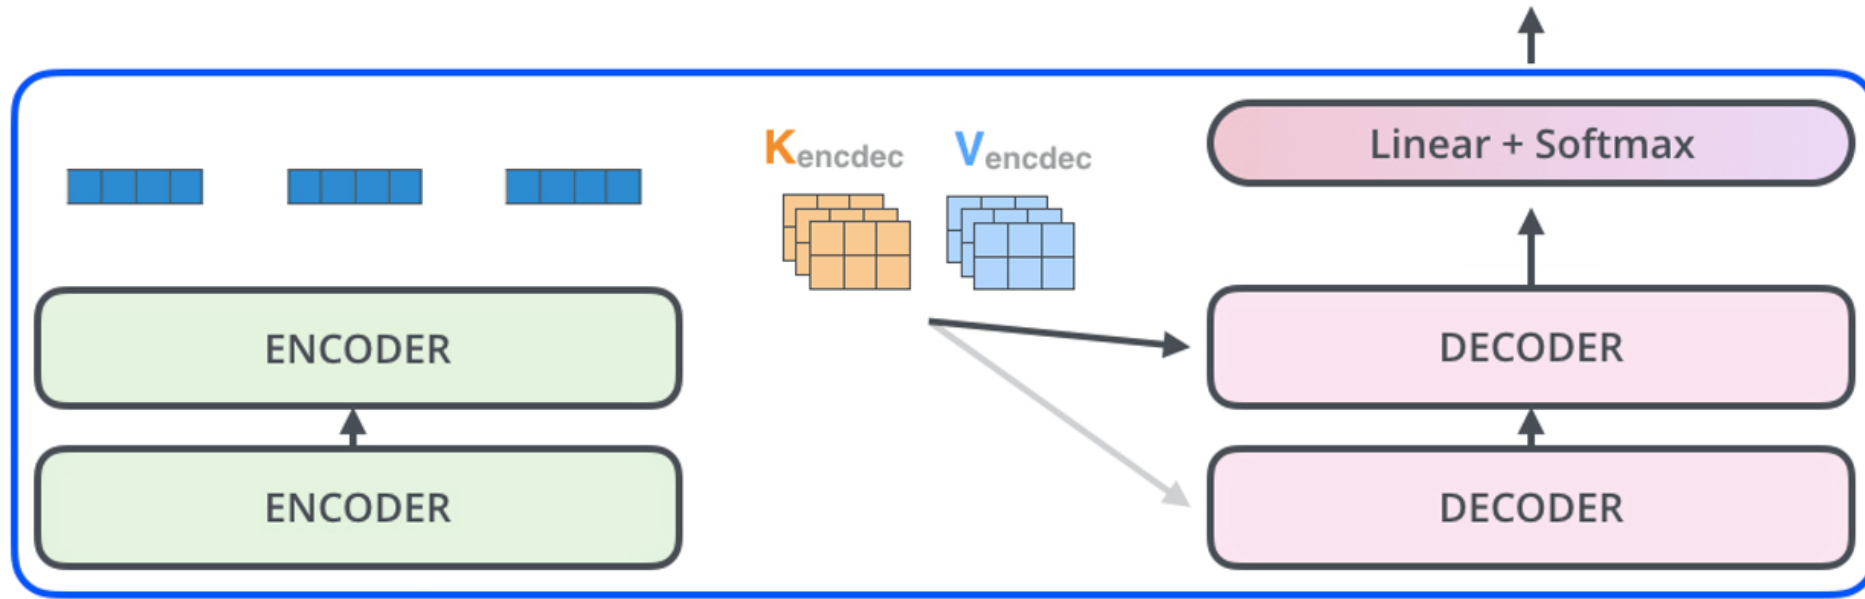 Kencdec
Vencdec
Linear + Softmax
ENCODER
DECODER
ENCODER
DECODER